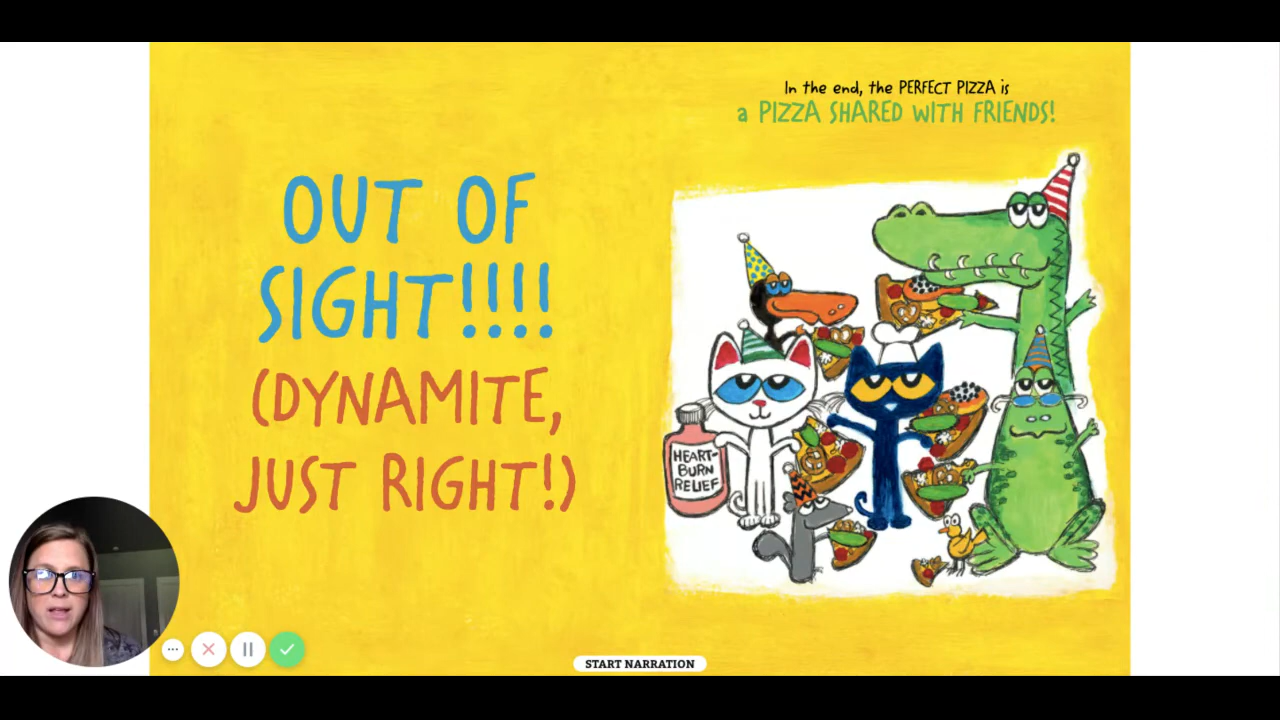 OUT OF
SIGHT!!!!
(DYNAMITE,
JUST RIGHT!)
In the end, the PERFECT PIZZA is
a PIZZA SHARED WITH FRIENDS!
HEART-
BURN
RELIEF
START NARRATION